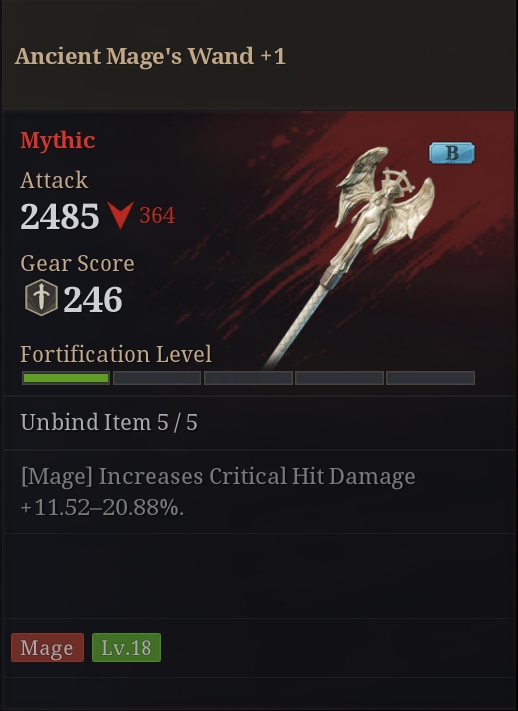 Ancient Mage's Wand +1
Mythic
B
Attack
2485 364
Gear Score
246
Fortification Level
Unbind Item 5 / 5
[Mage] Increases Critical Hit Damage
+11.52–20.88%.
Mage Lv.18